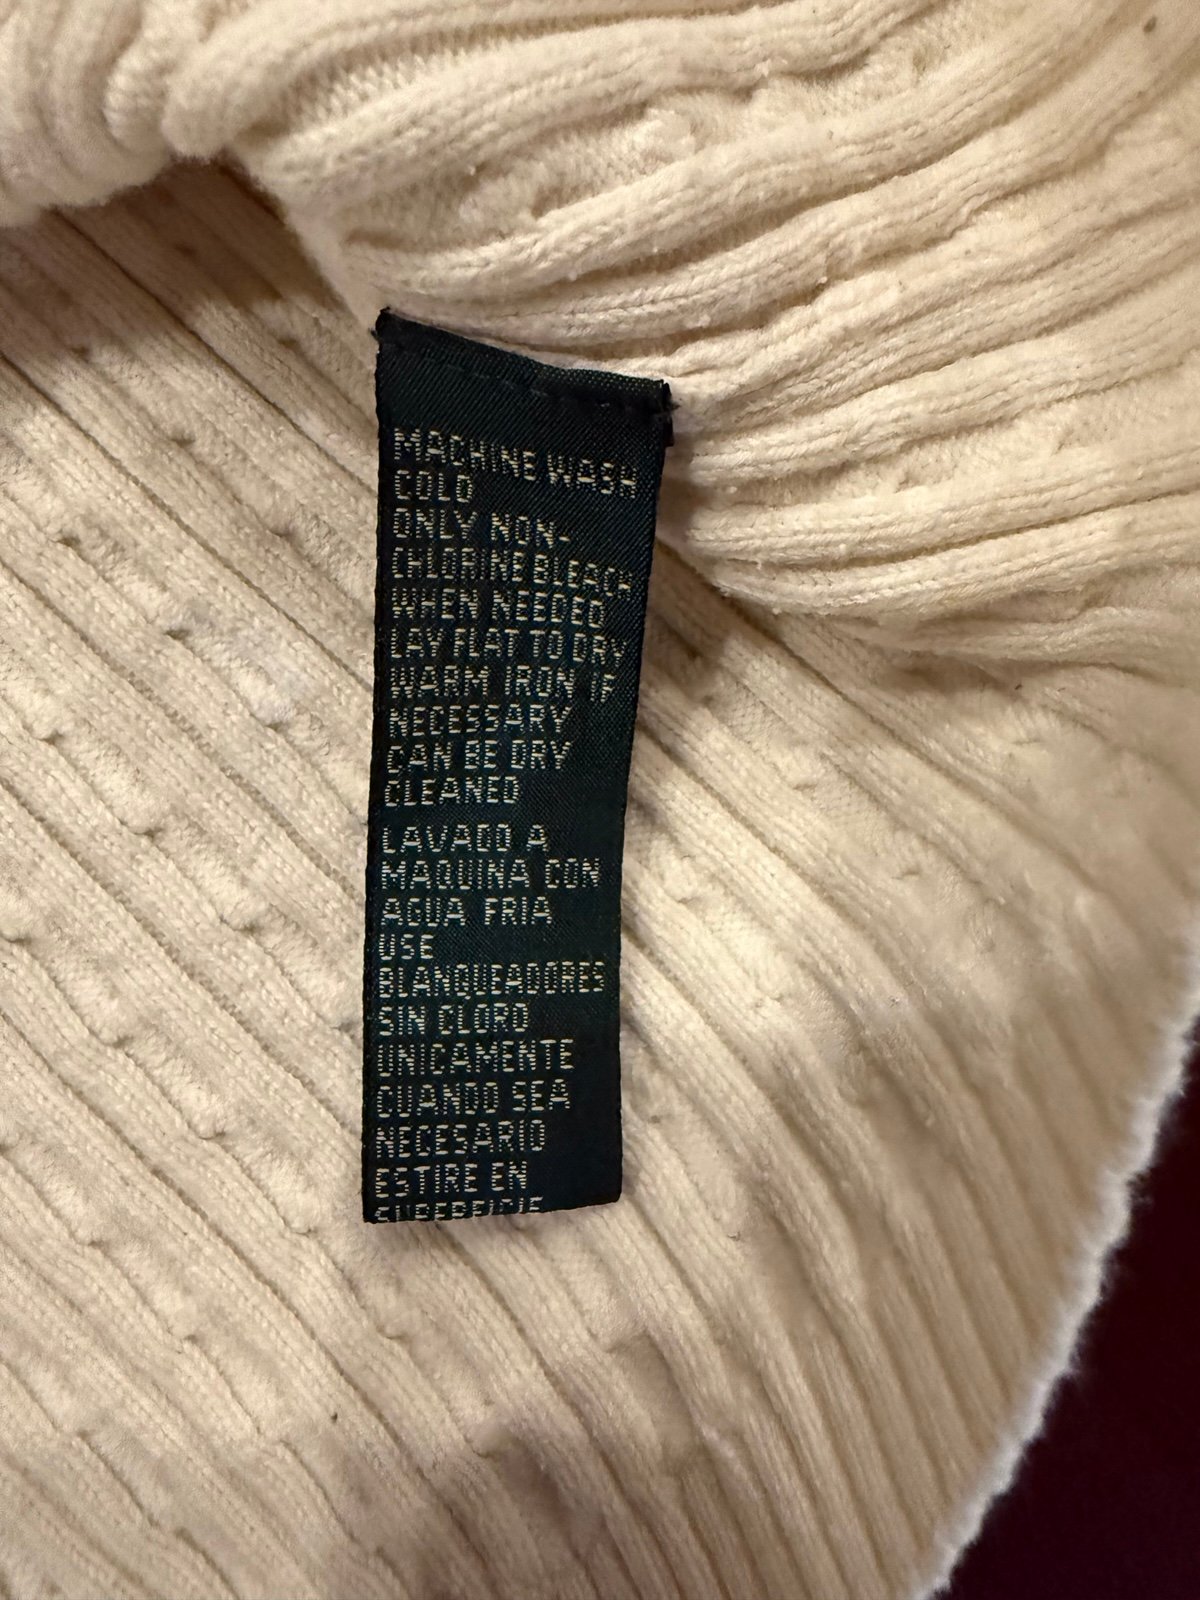 MACHINE WASH
COLD
ONLY NON-
CHLORINE BLEACH
WHEN NEEDED
LAY FLAT TO DRY
WARM IRON IF
NECESSARY
CAN BE DRY
CLEANED
LAVADO A
MAQUINA CON
AGUA FRIA
USE
BLANQUEADORES
SIN CLORO
UNICAMENTE
CUANDO SEA
NECESARIO
ESTIRE EN
SUPERFICIE